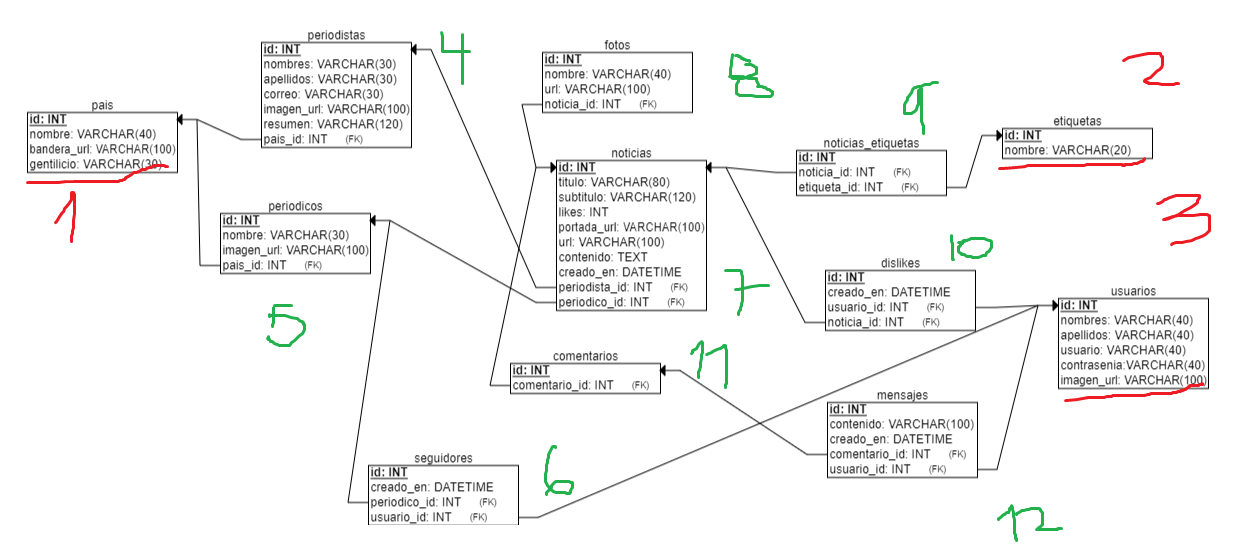 pais
id: INT
nombre: VARCHAR(40)
bandera_url: VARCHAR(100)
gentilicio: VARCHAR(30)
1
periodistas
id: INT
nombres: VARCHAR(30)
apellidos: VARCHAR(30)
correo: VARCHAR(30)
imagen_url: VARCHAR(100)
resumen: VARCHAR(120)
pais_id: INT (FK)
4
periodicos
id: INT
nombre: VARCHAR(30)
imagen_url: VARCHAR(100)
pais_id: INT (FK)
5
fotos
id: INT
nombre: VARCHAR(40)
url: VARCHAR(100)
noticia_id: INT (FK)
8
noticias
id: INT
titulo: VARCHAR(80)
subtitulo: VARCHAR(120)
likes: INT
portada_url: VARCHAR(100)
url: VARCHAR(100)
contenido: TEXT
creado_en: DATETIME
periodista_id: INT (FK)
periodico_id: INT (FK)
7
noticias_etiquetas
id: INT
noticia_id: INT (FK)
etiqueta_id: INT (FK)
9
etiquetas
id: INT
nombre: VARCHAR(20)
2
dislikes
id: INT
creado_en: DATETIME
usuario_id: INT (FK)
noticia_id: INT (FK)
10
usuarios
id: INT
nombres: VARCHAR(40)
apellidos: VARCHAR(40)
usuario: VARCHAR(40)
contrasenia:VARCHAR(40)
imagen_url: VARCHAR(100)
3
comentarios
id: INT
comentario_id: INT (FK)
11
mensajes
id: INT
contenido: VARCHAR(100)
creado_en: DATETIME
comentario_id: INT (FK)
usuario_id: INT (FK)
12
seguidores
id: INT
creado_en: DATETIME
periodico_id: INT (FK)
usuario_id: INT (FK)
6